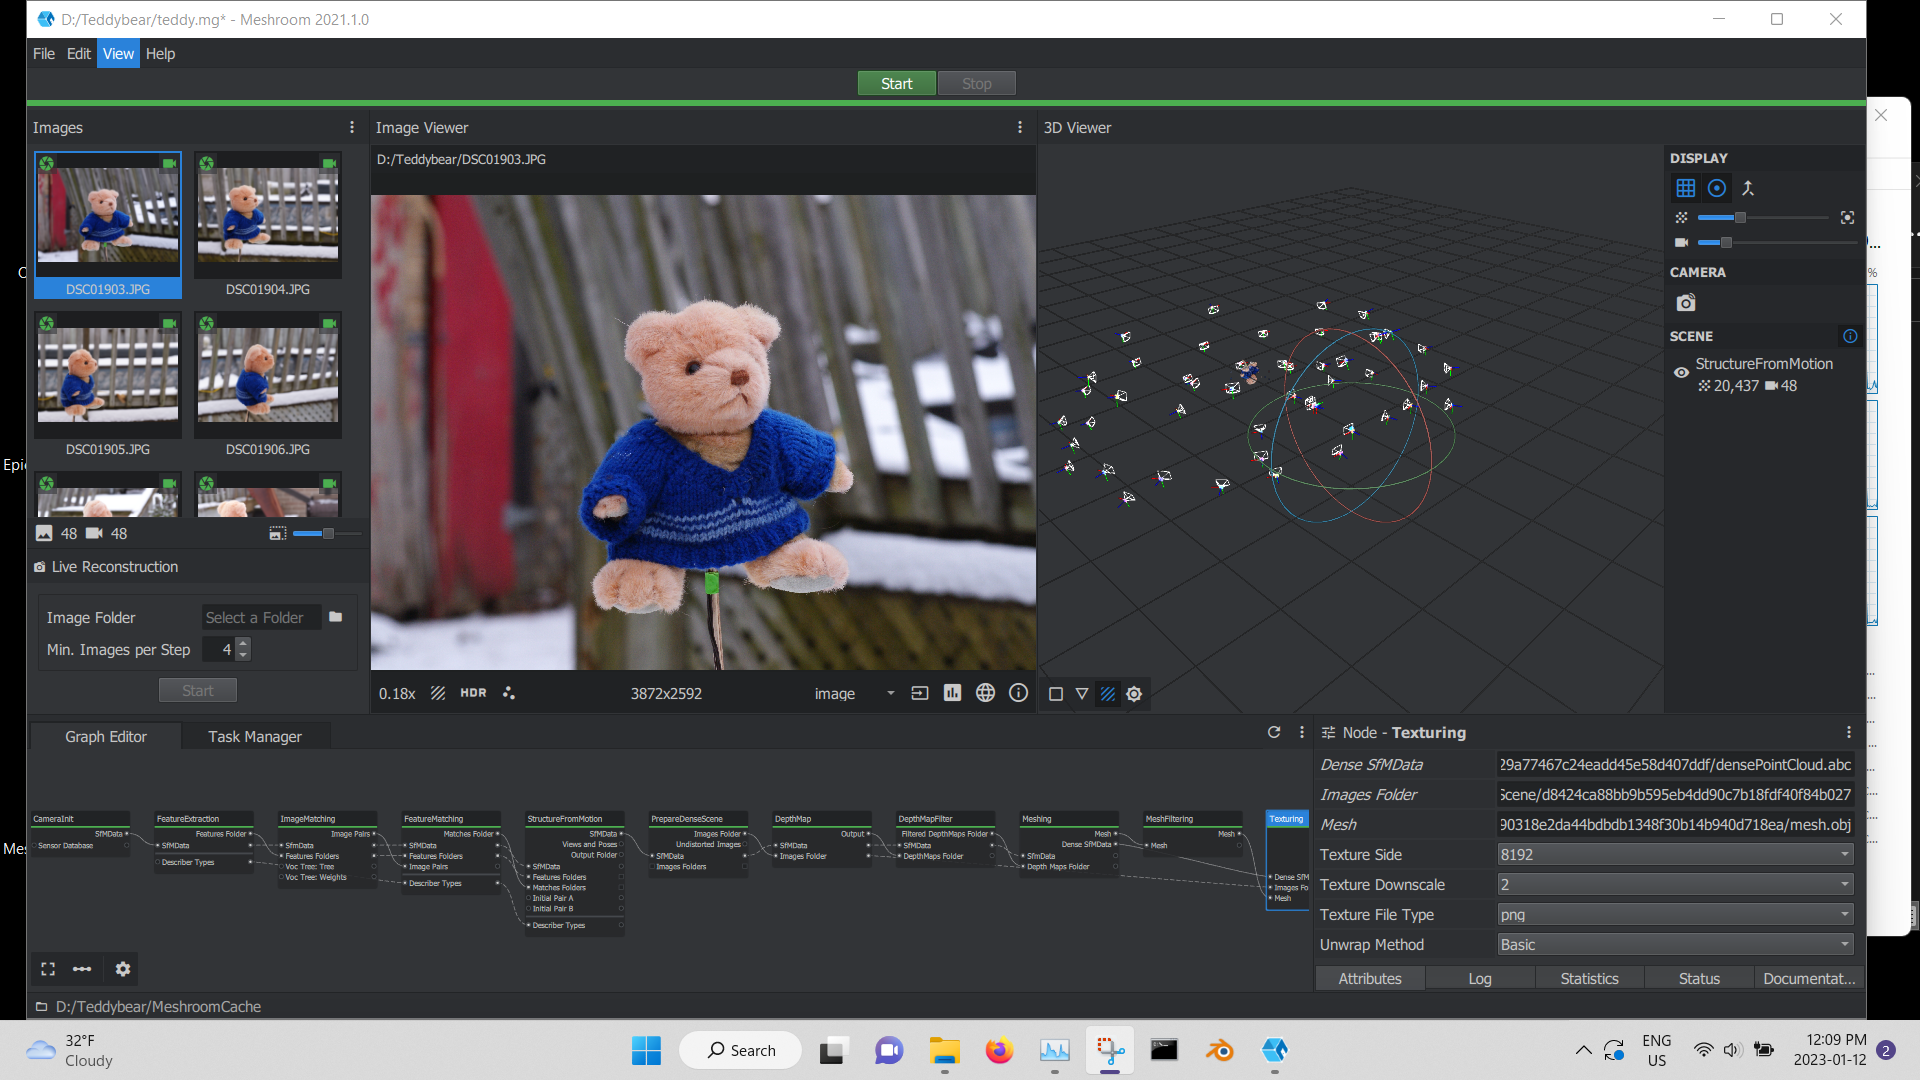 D:/Teddybear/teddy.mg* - Meshroom 2021.1.0
File Edit View Help
Start Stop
Images
DSC01903.JPG
DSC01904.JPG
DSC01905.JPG
DSC01906.JPG
48 48
Live Reconstruction
Image Folder Select a Folder
Min. Images per Step 4
Start
Image Viewer
D:/Teddybear/DSC01903.JPG
0.18x HDR 3872x2592 image
3D Viewer
DISPLAY
CAMERA
SCENE
StructureFromMotion
20,437 48
Graph Editor Task Manager
CameraInit
SfMData
Sensor Database
FeatureExtraction
Features Folder
SfMData
Describer Types
ImageMatching
Image Pairs
SfmData
Features Folders
Voc Tree: Tree
Voc Tree: Weights
FeatureMatching
Matches Folder
SfMData
Features Folders
Image Pairs
Describer Types
StructureFromMotion
SfMData
Views and Poses
Output Folder
SfMData
Features Folders
Matches Folders
Initial Pair A
Initial Pair B
Describer Types
PrepareDenseScene
Images Folder
Undistorted Images
SfMData
Images Folders
DepthMap
Output
SfMData
Images Folder
DepthMapFilter
Filtered DepthMaps Folder
SfMData
DepthMaps Folder
Meshing
Mesh
Dense SfMData
SfmData
Depth Maps Folder
MeshFiltering
Mesh
Mesh
Texturing
Dense SfM
Images Fo
Mesh
Node - Texturing
Dense SfMData 29a77467c24eadd45e58d407ddf/densePointCloud.abc
Images Folder Scene/d8424ca88bb9b595eb4dd90c7b18fdf40f84b027
Mesh 90318e2da44bdbdb1348f30b14b940d718ea/mesh.obj
Texture Side 8192
Texture Downscale 2
Texture File Type png
Unwrap Method Basic
Attributes Log Statistics Status Documentat...
D:/Teddybear/MeshroomCache
32°F
Cloudy
Search
ENG
US
12:09 PM
2023-01-12
2